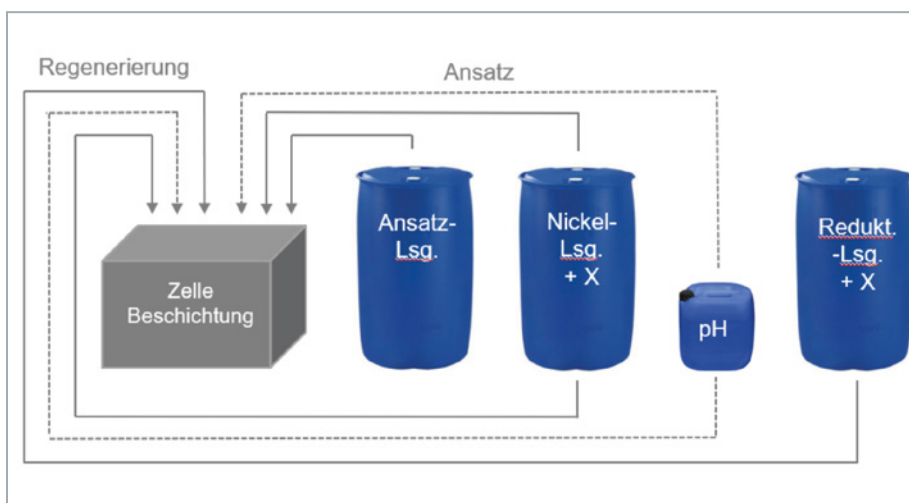 Regenerierung
Ansatz
Ansatz-
Lsg.
Nickel-
Lsg.
+ X
Redukt.
-Lsg.
+ X
Zelle
Beschichtung
pH